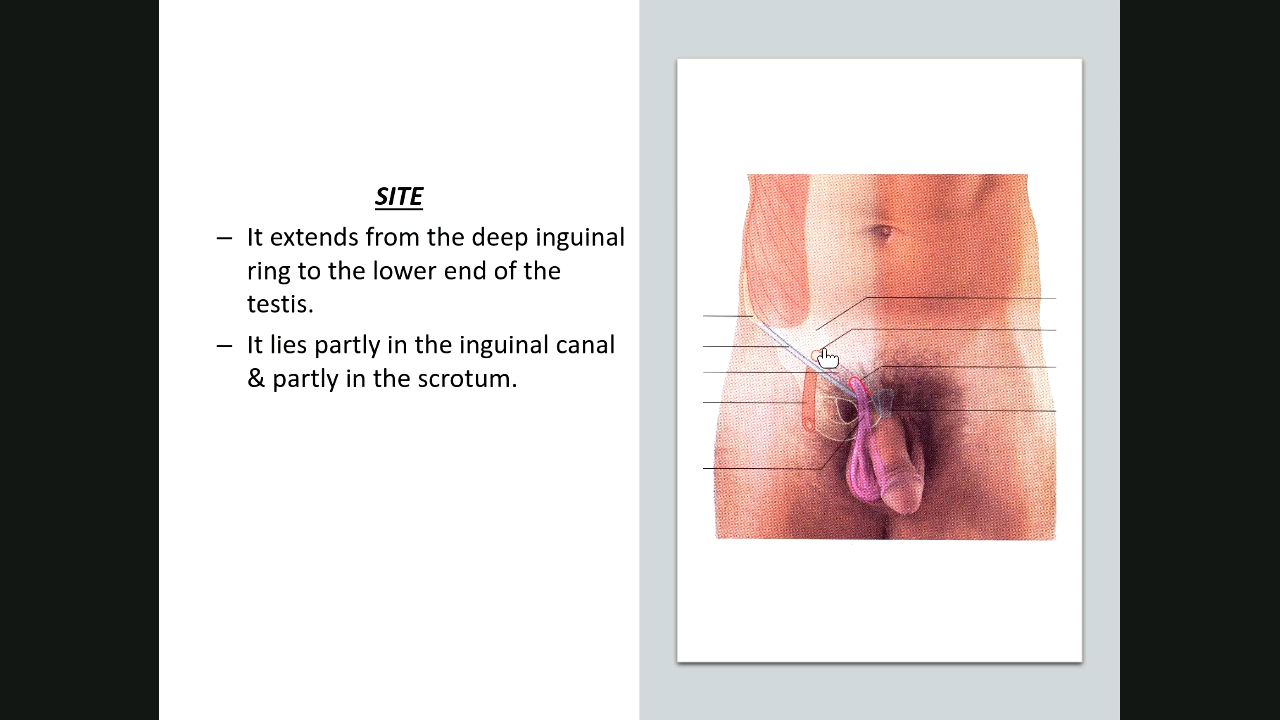 SITE
– It extends from the deep inguinal
ring to the lower end of the
testis.
– It lies partly in the inguinal canal
& partly in the scrotum.